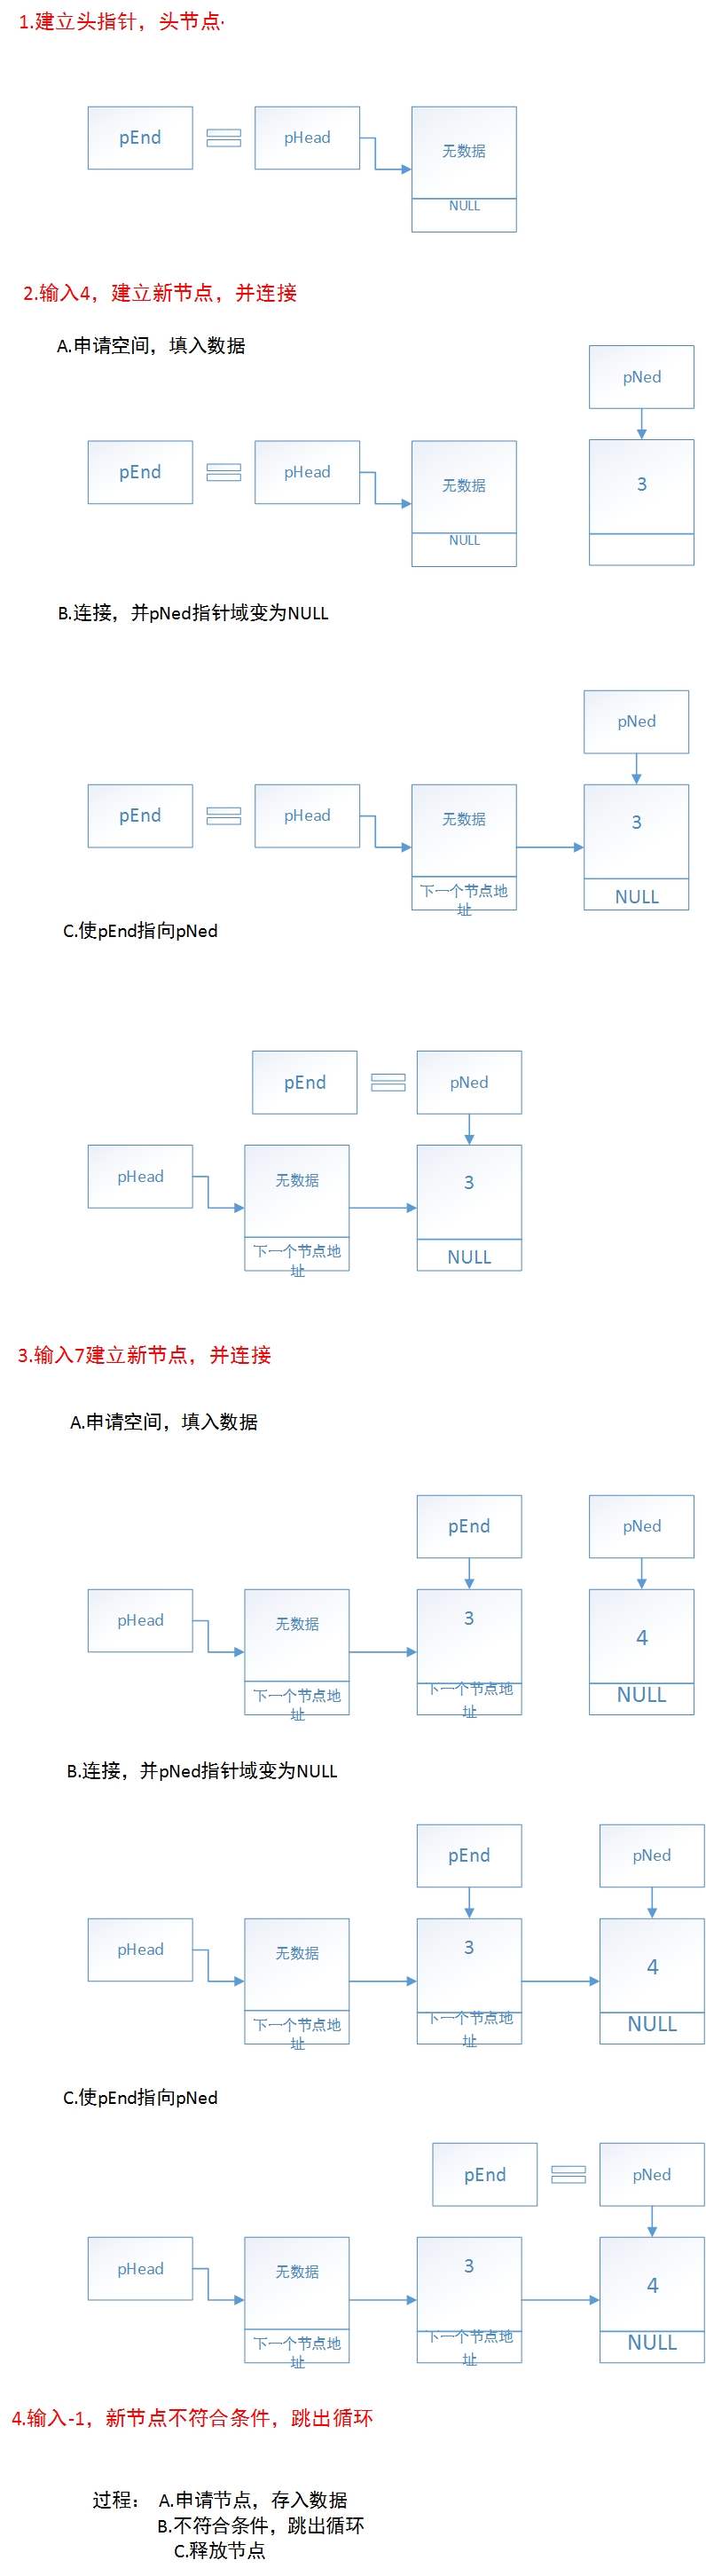 1.建立头指针，头节点·
pEnd
pHead
无数据
NULL
2.输入4，建立新节点，并连接
A.申请空间，填入数据
pNed
pEnd
pHead
无数据
NULL
3
B.连接，并pNed指针域变为NULL
pNed
pEnd
pHead
无数据
3
下一个节点地
址
NULL
C.使pEnd指向pNed
pEnd
pNed
pHead
无数据
3
下一个节点地
址
NULL
3.输入7建立新节点，并连接
A.申请空间，填入数据
pEnd
pNed
pHead
无数据
3
4
下一个节点地
址
下一个节点地
址
NULL
B.连接，并pNed指针域变为NULL
pEnd
pNed
pHead
无数据
3
4
下一个节点地
址
下一个节点地
址
NULL
C.使pEnd指向pNed
pEnd
pNed
pHead
无数据
3
4
下一个节点地
址
下一个节点地
址
NULL
4.输入-1，新节点不符合条件，跳出循环
过程： A.申请节点，存入数据
B.不符合条件，跳出循环
C.释放节点